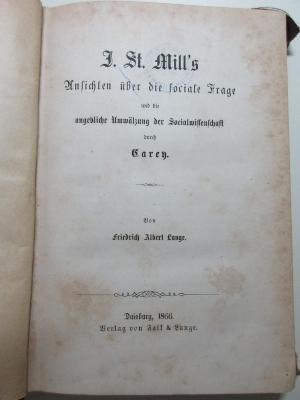 J. St. Mill's
Ansichten über die sociale Frage
und die
angebliche Umwälzung der Socialwissenschaft
durch
Carey.
Von
Friedrich Albert Lange.
Duisburg, 1866.
Verlag von Falk & Lange.